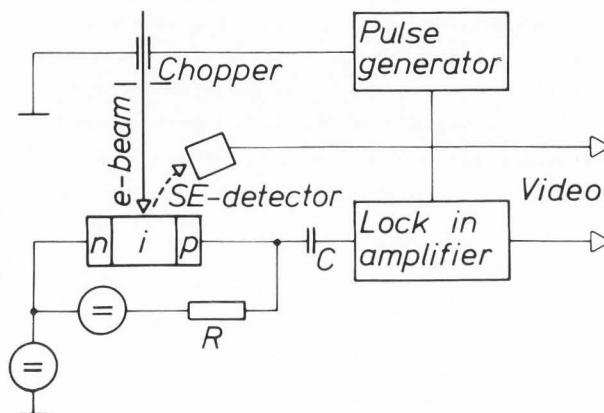 Pulse
generator
Chopper
e-beam
SE-detector
Video
n i p
C
Lock in
amplifier
=
R
=